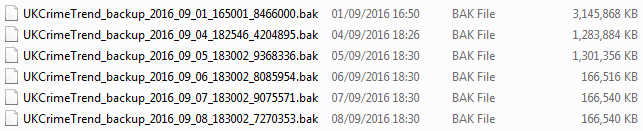 UKCrimeTrend_backup_2016_09_01_165001_8466000.bak 01/09/2016 16:50 BAK File 3,145,868 KB
UKCrimeTrend_backup_2016_09_04_182546_4204895.bak 04/09/2016 18:26 BAK File 1,283,884 KB
UKCrimeTrend_backup_2016_09_05_183002_9368336.bak 05/09/2016 18:30 BAK File 1,301,356 KB
UKCrimeTrend_backup_2016_09_06_183002_8085954.bak 06/09/2016 18:30 BAK File 166,516 KB
UKCrimeTrend_backup_2016_09_07_183002_9075571.bak 07/09/2016 18:30 BAK File 166,540 KB
UKCrimeTrend_backup_2016_09_08_183002_7270353.bak 08/09/2016 18:30 BAK File 166,540 KB